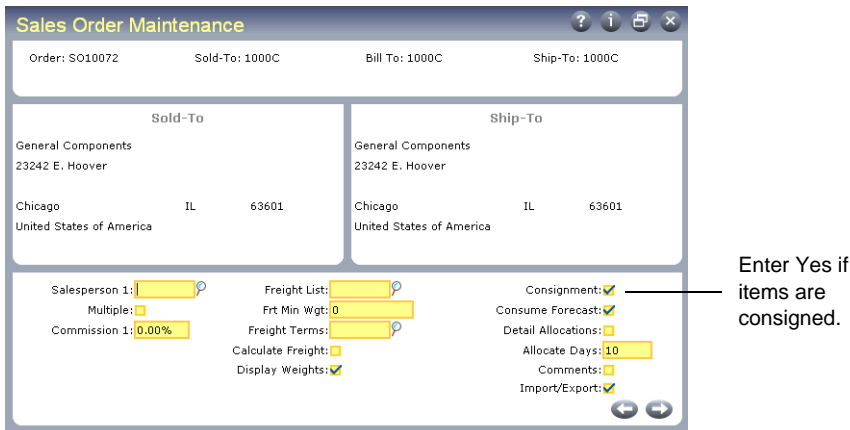 Sales Order Maintenance
Order: SO10072 Sold-To: 1000C Bill To: 1000C Ship-To: 1000C
Sold-To
General Components
23242 E. Hoover
Chicago IL 63601
United States of America
Ship-To
General Components
23242 E. Hoover
Chicago IL 63601
United States of America
Salesperson 1:
Multiple:
Commission 1: 0.00%
Freight List:
Frt Min Wgt: 0
Freight Terms:
Calculate Freight:
Display Weights:
Consignment:
Consume Forecast:
Detail Allocations:
Allocate Days: 10
Comments:
Import/Export:
Enter Yes if
items are
consigned.